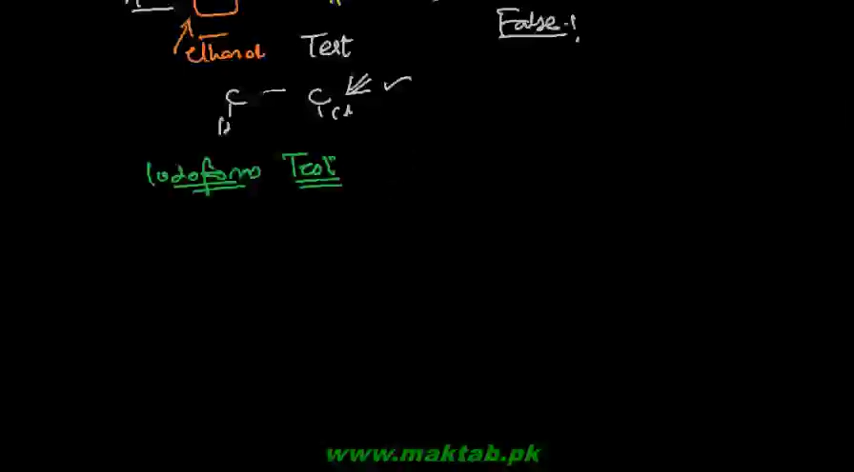 False !
ethanol Test
C — C
Iodoform Test
www.maktab.pk